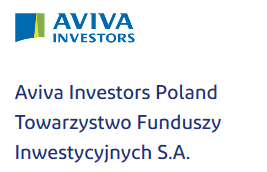 AVIVA
INVESTORS
Aviva Investors Poland
Towarzystwo Funduszy
Inwestycyjnych S.A.